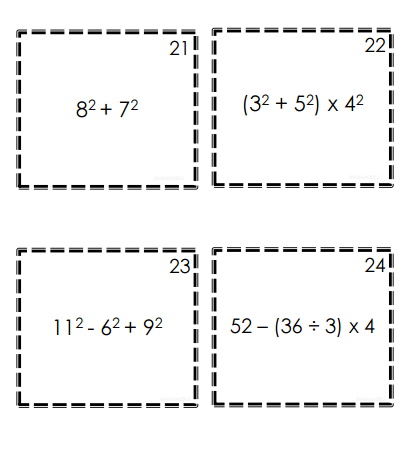 21
8² + 7²
22
(3² + 5²) x 4²
23
11² - 6² + 9²
24
52 – (36 ÷ 3) x 4